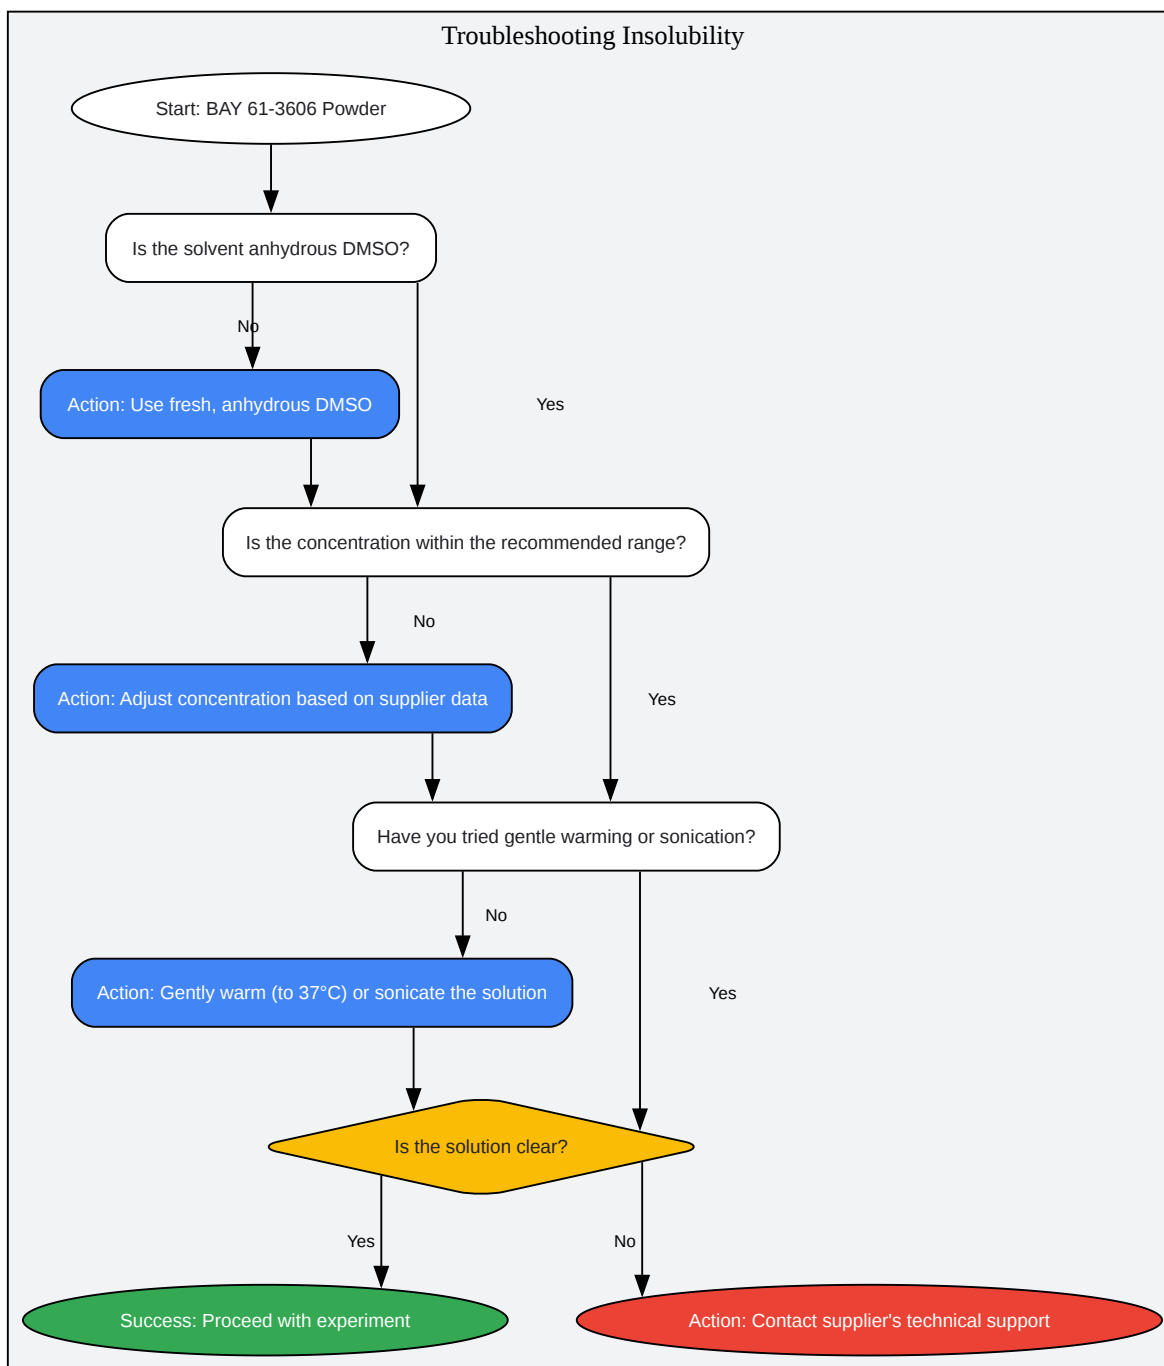 Troubleshooting Insolubility
Start: BAY 61-3606 Powder
Is the solvent anhydrous DMSO?
No
Action: Use fresh, anhydrous DMSO
Yes
Is the concentration within the recommended range?
No
Action: Adjust concentration based on supplier data
Yes
Have you tried gentle warming or sonication?
No
Action: Gently warm (to 37°C) or sonicate the solution
Yes
Is the solution clear?
Yes
No
Success: Proceed with experiment
Action: Contact supplier's technical support